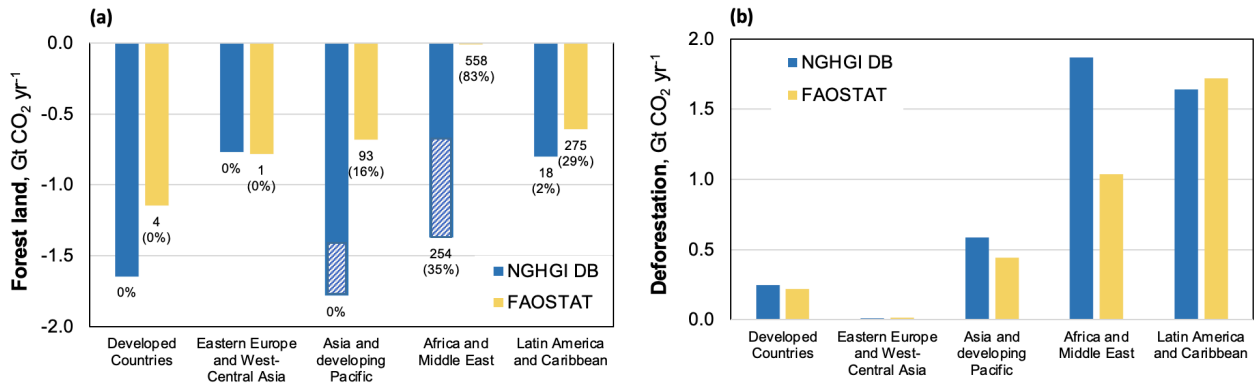 (a)
Forest land, Gt CO2 yr-1
0.0
-0.5
-1.0
-1.5
-2.0
4
(0%)
0%
0%
1
(0%)
93
(16%)
0%
558
(83%)
254
(35%)
18
(2%)
275
(29%)
NGHGI DB
FAOSTAT
Developed
Countries
Eastern Europe
and West-
Central Asia
Asia and
developing
Pacific
Africa and
Middle East
Latin America
and Caribbean
(b)
Deforestation, Gt CO2 yr-1
2.0
1.5
1.0
0.5
0.0
NGHGI DB
FAOSTAT
Developed
Countries
Eastern Europe
and West-
Central Asia
Asia and
developing
Pacific
Africa and
Middle East
Latin America
and Caribbean